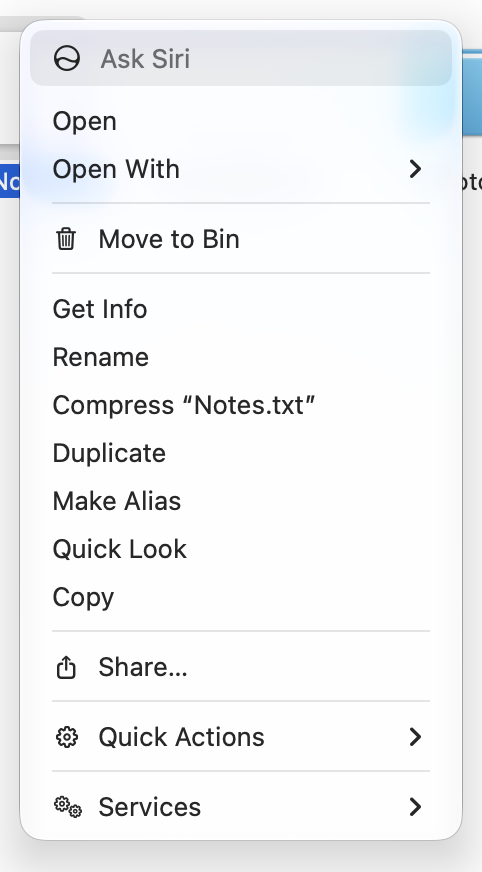 Ask Siri
Open
Open With
Move to Bin
Get Info
Rename
Compress “Notes.txt”
Duplicate
Make Alias
Quick Look
Copy
Share...
Quick Actions
Services